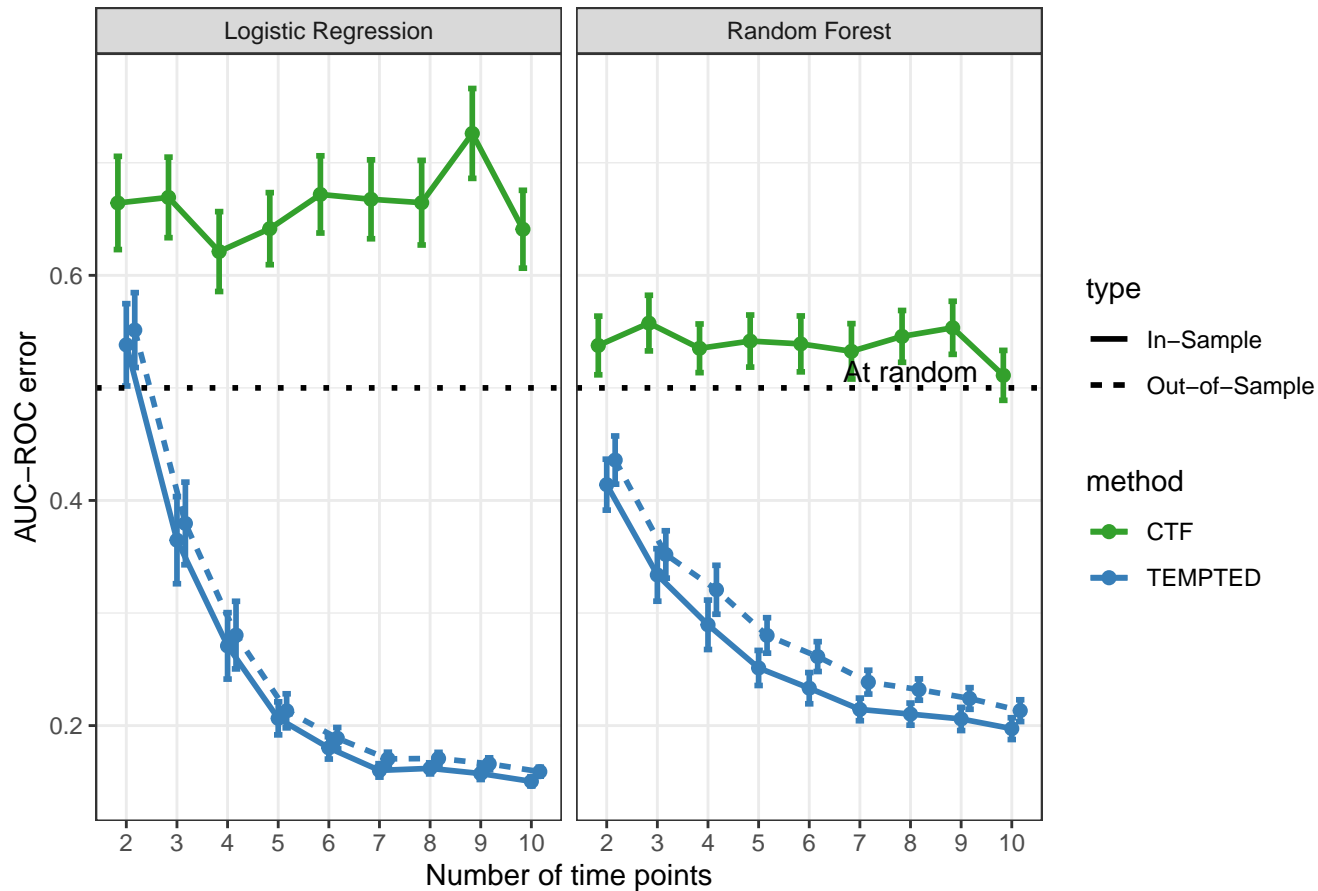 Logistic Regression
Random Forest
AUC−ROC error
0.6
0.4
0.2
At random
2 3 4 5 6 7 8 9 10
2 3 4 5 6 7 8 9 10
Number of time points
type
In−Sample
Out−of−Sample
method
CTF
TEMPTED